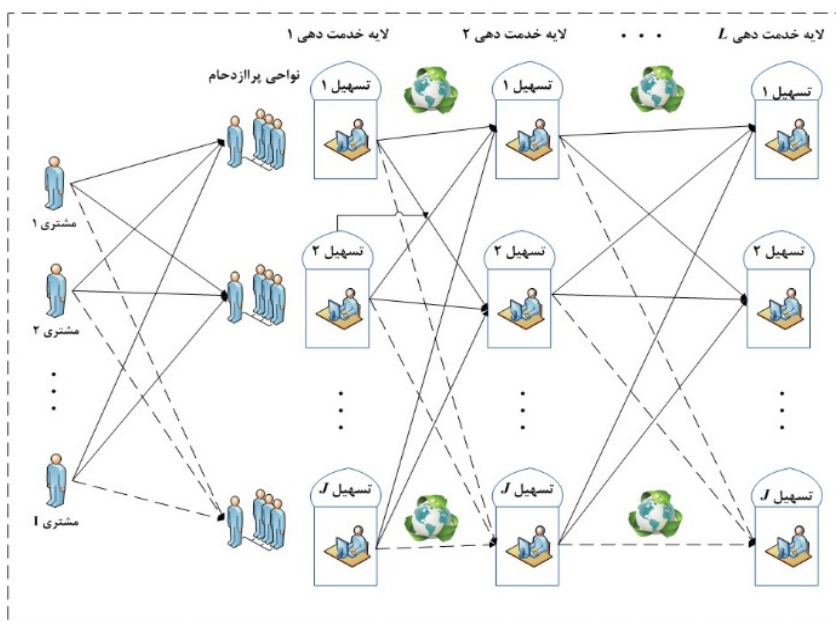 لایه خدمت دهی ۱
لایه خدمت دهی ۲
. . .
لایه خدمت دهی L
نواحی پراازدحام
تسهیل ۱
تسهیل ۱
تسهیل ۱
مشتری ۱
تسهیل ۲
تسهیل ۲
تسهیل ۲
مشتری ۲
تسهیل J
تسهیل J
تسهیل J
مشتری I